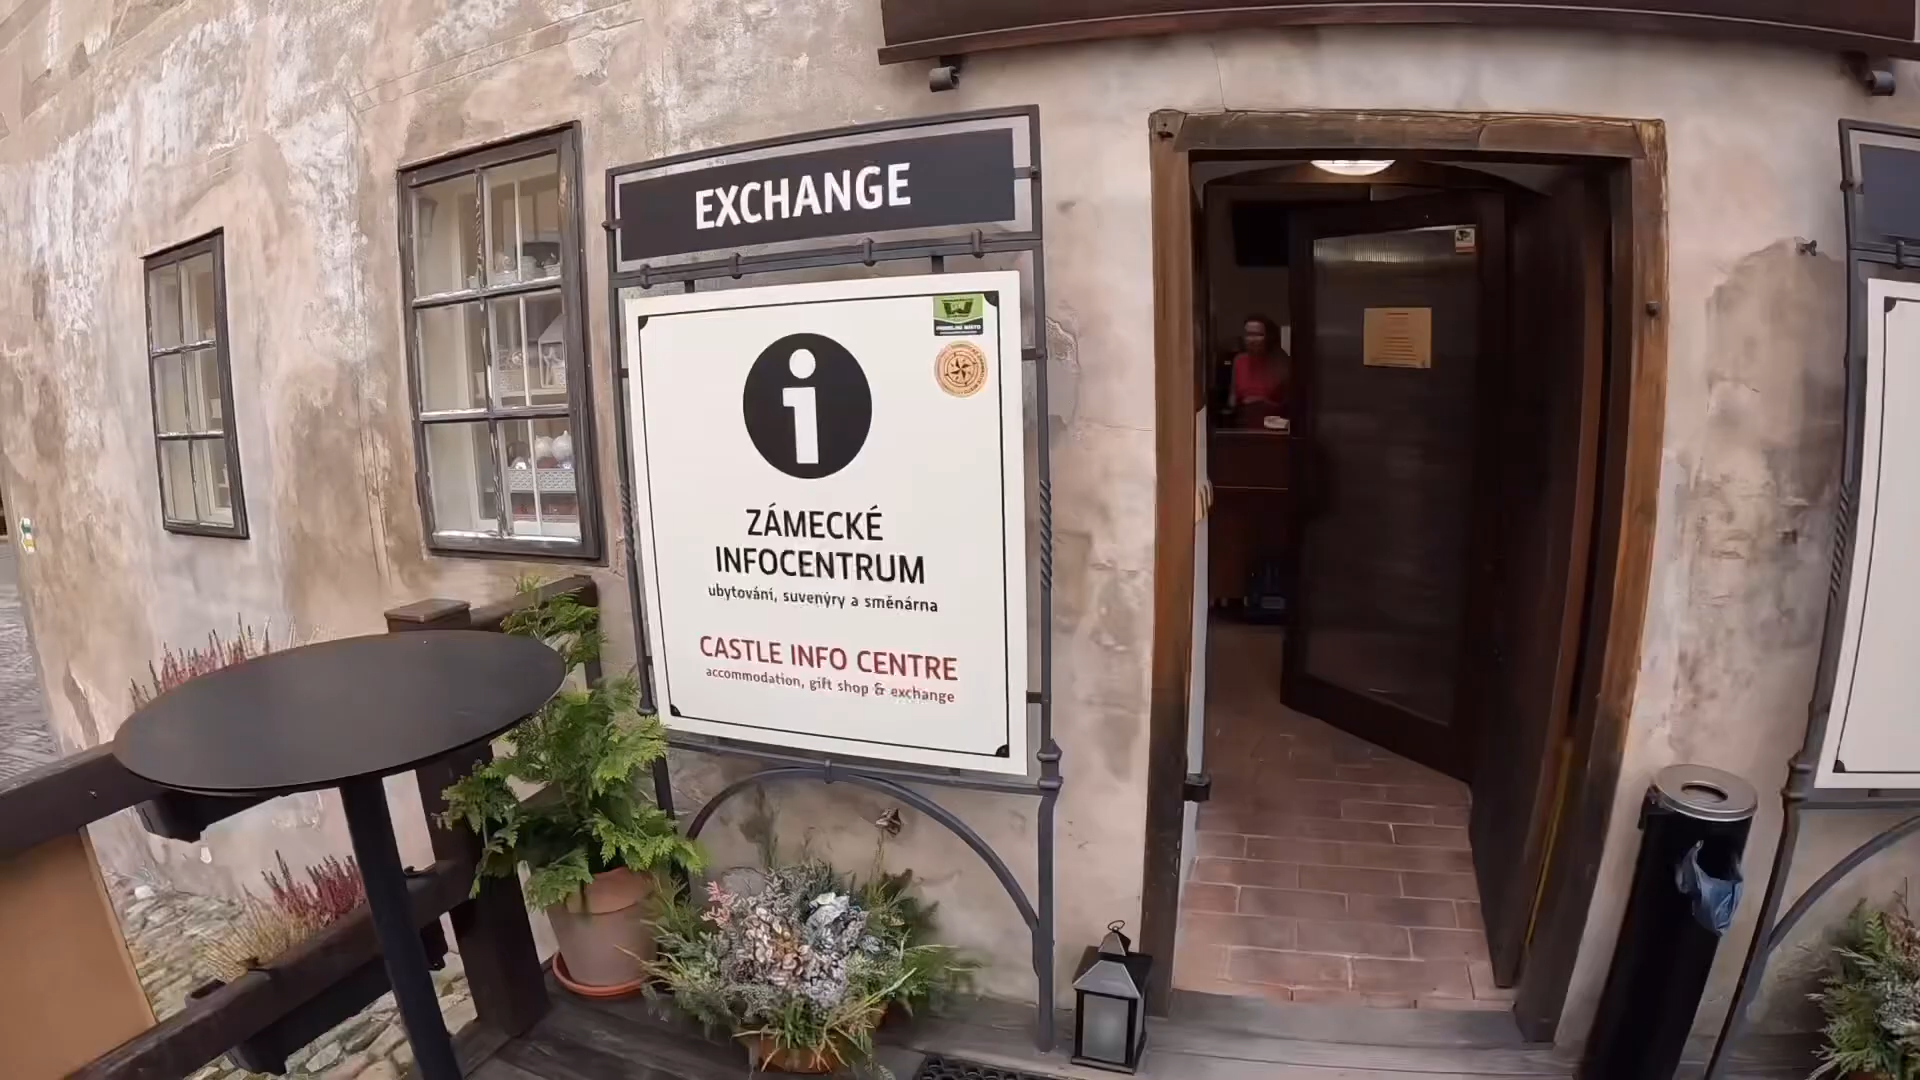 EXCHANGE
ZÁMECKÉ
INFOCENTRUM
ubytování, suvenýry a směnárna
CASTLE INFO CENTRE
accommodation, gift shop & exchange